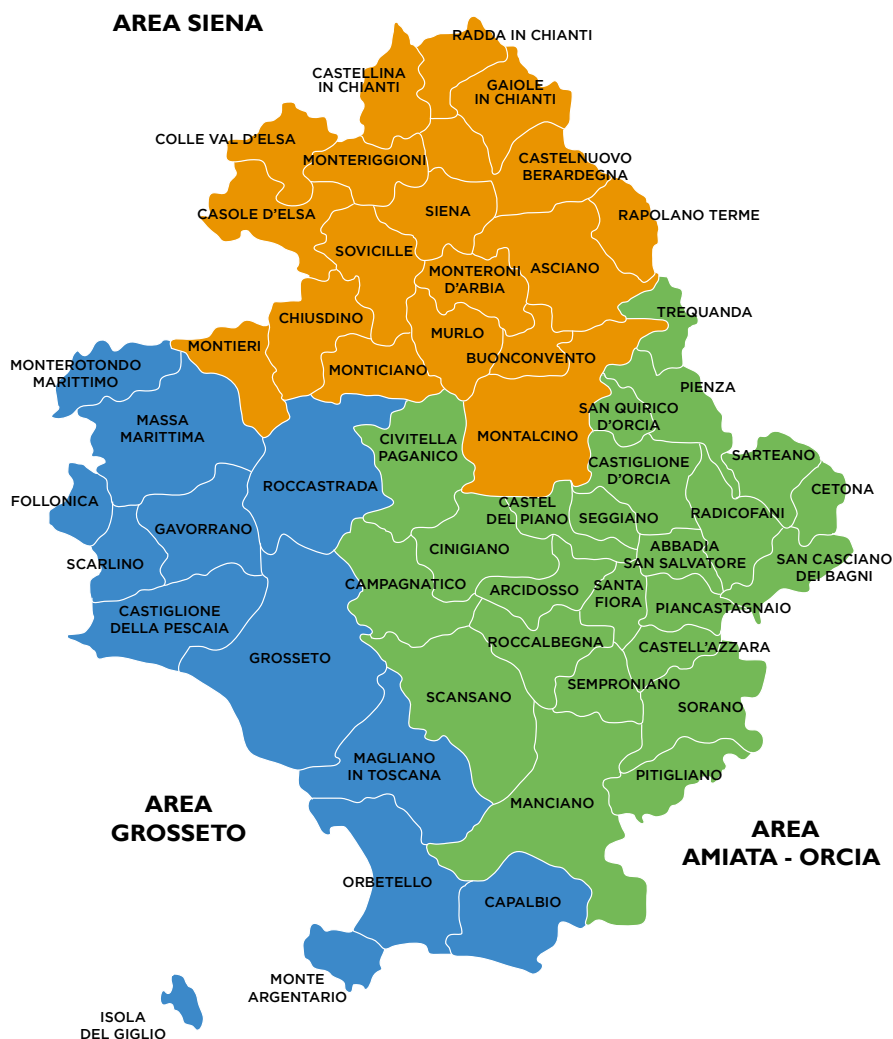 AREA SIENA
RADDA IN CHIANTI
CASTELLINA
IN CHIANTI
GAIOLE
IN CHIANTI
COLLE VAL D'ELSA
MONTERIGGIONI
CASTELNUOVO
BERARDEGNA
CASOLE D'ELSA
SIENA
RAPOLANO TERME
SOVICILLE
MONTERONI
D'ARBIA
ASCIANO
TREQUANDA
CHIUSDINO
MURLO
MONTIERI
BUONCONVENTO
MONTEROTONDO
MARITTIMO
MONTICIANO
PIENZA
SAN QUIRICO
D'ORCIA
MASSA
MARITTIMA
CIVITELLA
PAGANICO
MONTALCINO
SARTEANO
CASTIGLIONE
D'ORCIA
ROCCASTRADA
CETONA
FOLLONICA
CASTEL
DEL PIANO
SEGGIANO
RADICOFANI
GAVORRANO
CINIGIANO
ABBADIA
SAN SALVATORE
SAN CASCIANO
DEI BAGNI
SCARLINO
CAMPAGNATICO
ARCIDOSSO
SANTA
FIORA
PIANCASTAGNAIO
CASTIGLIONE
DELLA PESCAIA
ROCCALBEGNA
CASTELL'AZZARA
GROSSETO
SEMPRONIANO
SCANSANO
SORANO
MAGLIANO
IN TOSCANA
PITIGLIANO
MANCIANO
AREA
GROSSETO
AREA
AMIATA - ORCIA
ORBETELLO
CAPALBIO
MONTE
ARGENTARIO
ISOLA
DEL GIGLIO